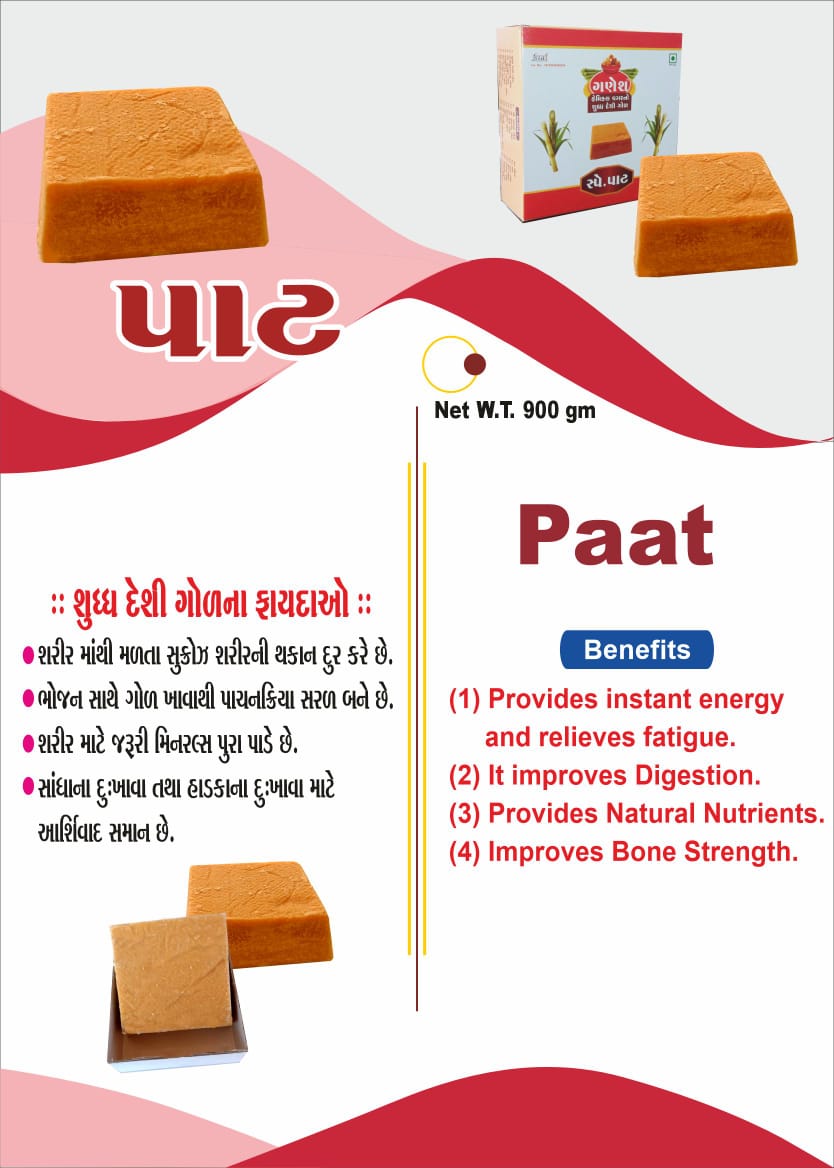 ગણેશ
કેમિકલ વગરનો
શુધ્ધ દેશી ગોળ
સ્પે. પાટ
પાટ
Net W.T. 900 gm
:: શુધ્ધ દેશી ગોળના ફાયદાઓ ::
શરીર માંથી મળતા સુક્રોઝ શરીરની થકાન દુર કરે છે.
ભોજન સાથે ગોળ ખાવાથી પાચનક્રિયા સરળ બને છે.
શરીર માટે જરૂરી મિનરલ્સ પુરા પાડે છે.
સાંધાના દુઃખાવા તથા હાડકાના દુઃખાવા માટે
આર્શિવાદ સમાન છે.
Paat
Benefits
(1) Provides instant energy
and relieves fatigue.
(2) It improves Digestion.
(3) Provides Natural Nutrients.
(4) Improves Bone Strength.